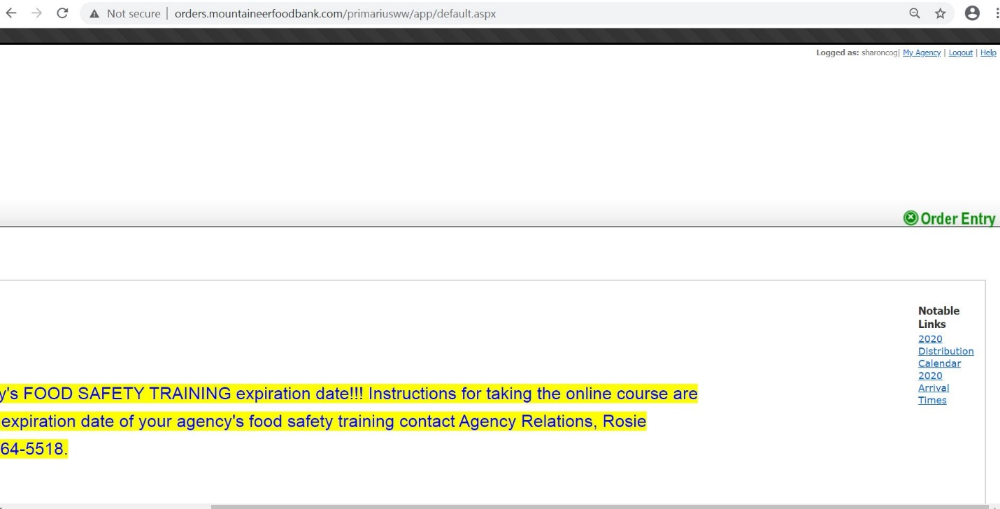 Not secure | orders.mountaineerfoodbank.com/primariusww/app/default.aspx
Logged as: sharoncog| My Agency | Logout | Help
Order Entry
Notable
Links
2020
Distribution
Calendar
2020
Arrival
Times
y's FOOD SAFETY TRAINING expiration date!!! Instructions for taking the online course are
expiration date of your agency's food safety training contact Agency Relations, Rosie
64-5518.